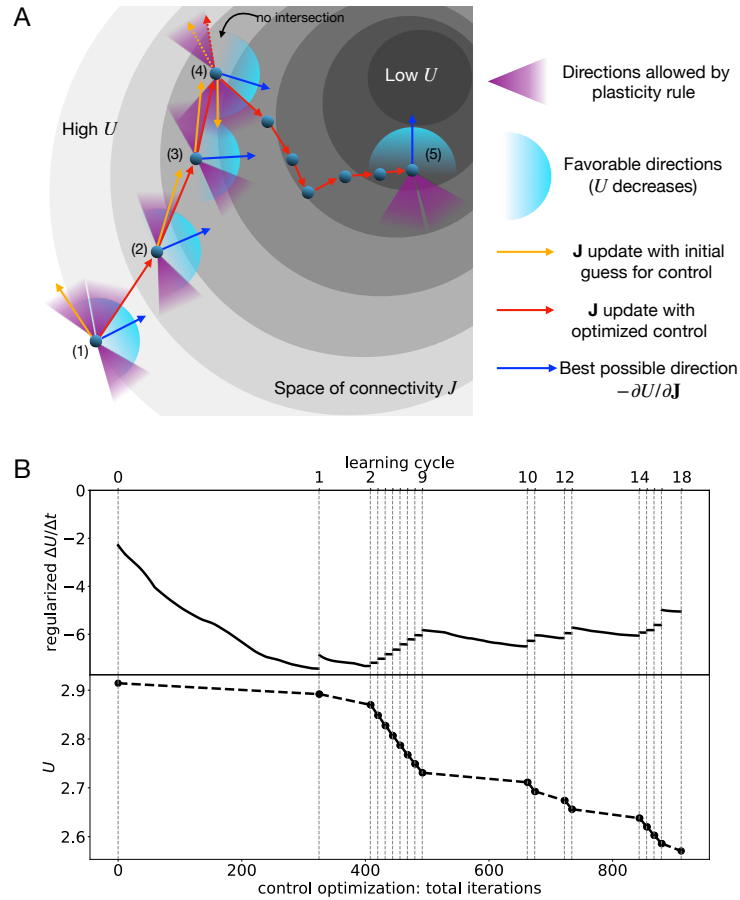 A
no intersection
(4)
Low U
High U
(3)
(5)
(2)
(1)
Space of connectivity J
Directions allowed by
plasticity rule
Favorable directions
(U decreases)
J update with initial
guess for control
J update with
optimized control
Best possible direction
−∂U/∂J
B
learning cycle
0 1 2 9 10 12 14 18
regularized ΔU/Δt
0
−2
−4
−6
U
2.9
2.8
2.7
2.6
0 200 400 600 800
control optimization: total iterations